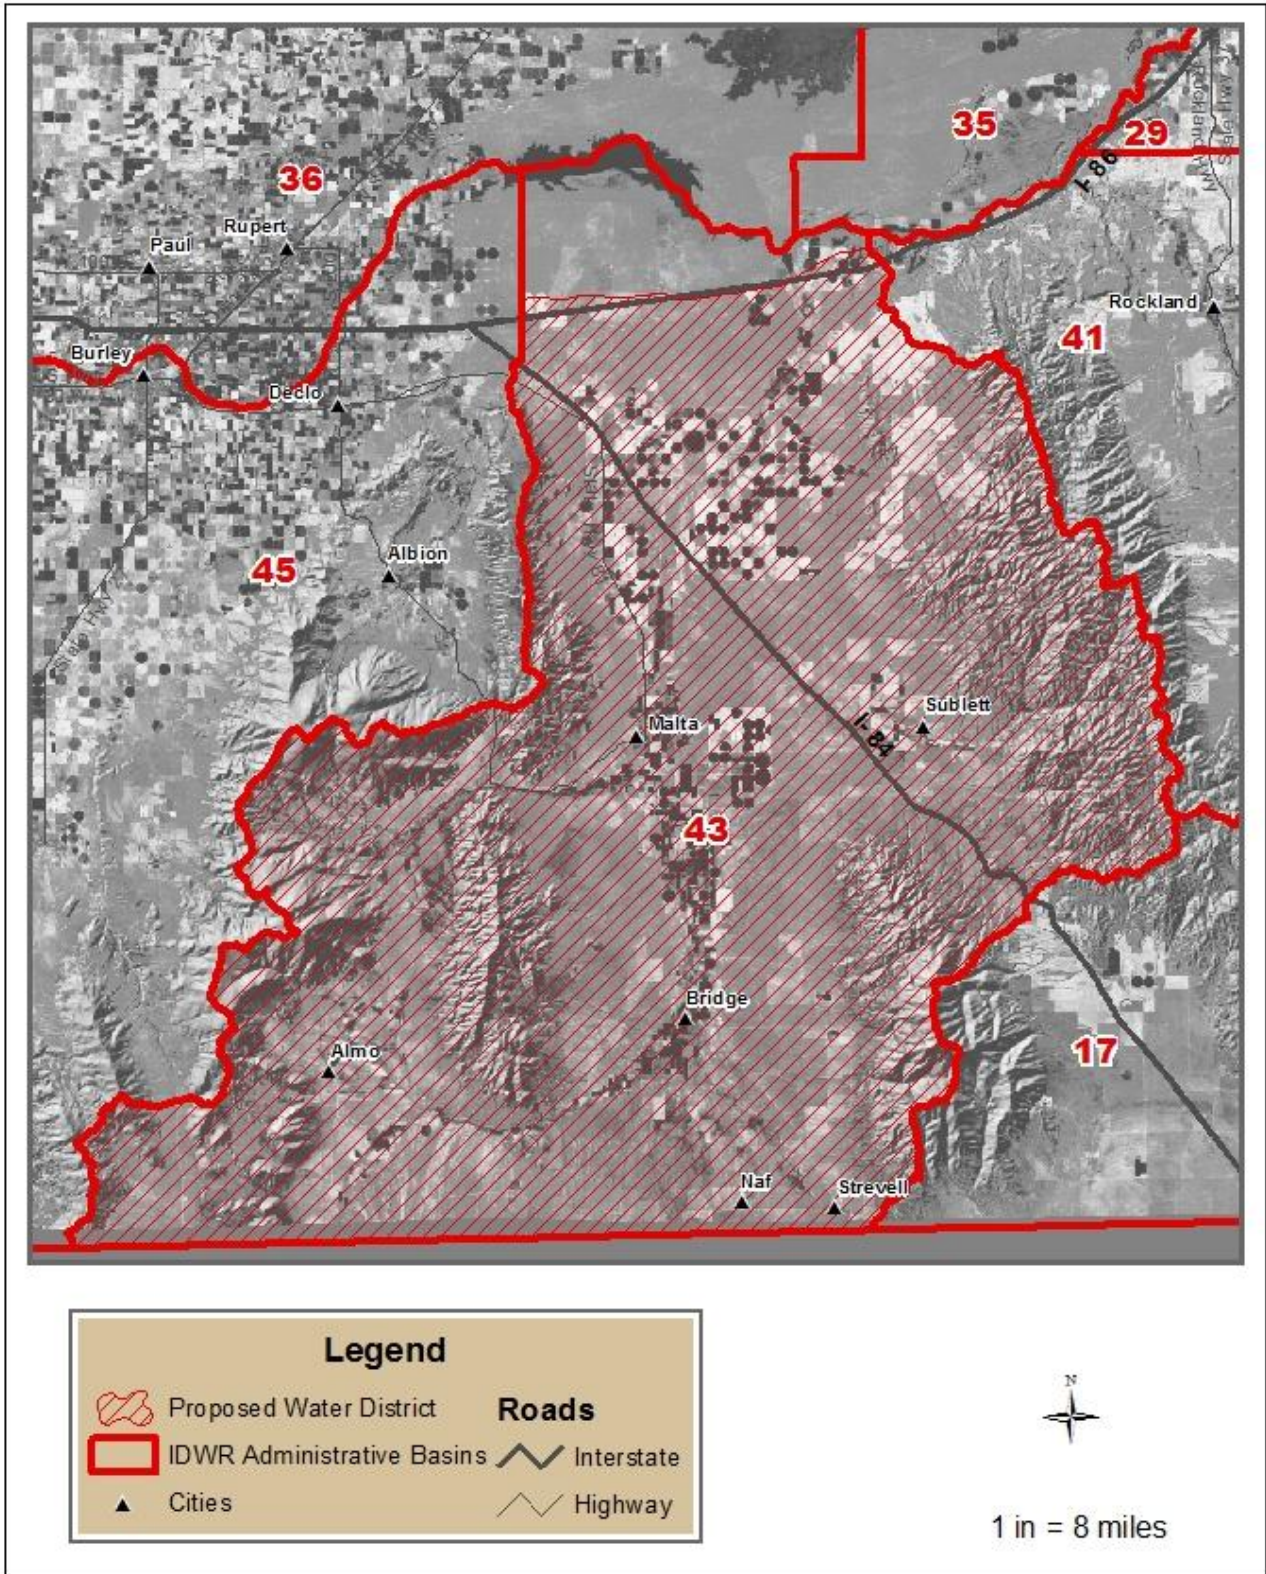 35
29
36
I-86
Rupert
Paul
Rockland
41
Burley
Declo
Albion
45
Sublett
Malta
I-84
43
Bridge
Almo
17
Naf
Strevell
Legend
Proposed Water District
Roads
IDWR Administrative Basins
Interstate
Cities
Highway
N
1 in = 8 miles